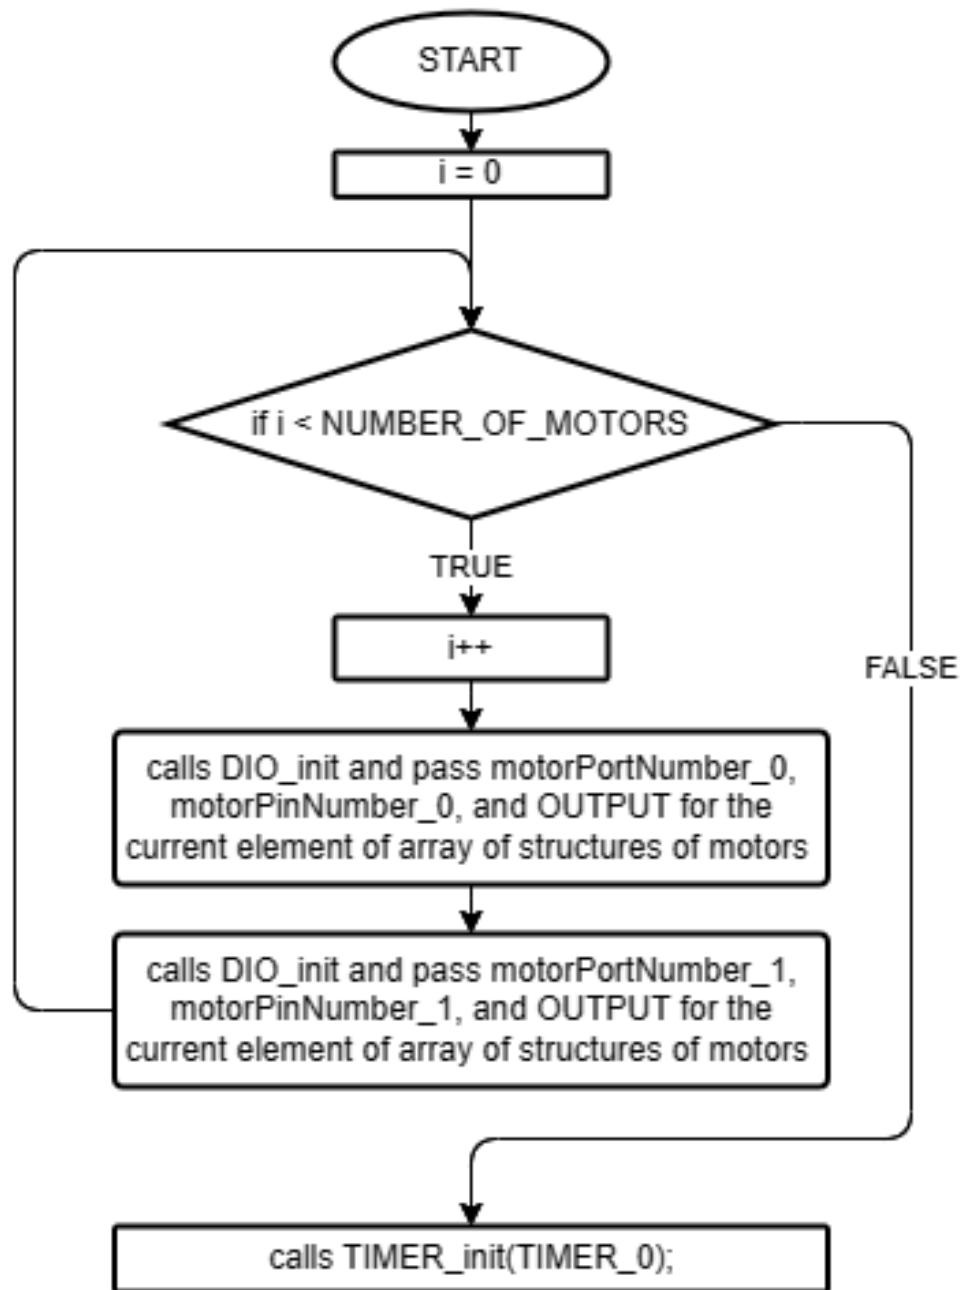 START
i = 0
if i < NUMBER_OF_MOTORS
TRUE
i++
FALSE
calls DIO_init and pass motorPortNumber_0,
motorPinNumber_0, and OUTPUT for the
current element of array of structures of motors
calls DIO_init and pass motorPortNumber_1,
motorPinNumber_1, and OUTPUT for the
current element of array of structures of motors
calls TIMER_init(TIMER_0);